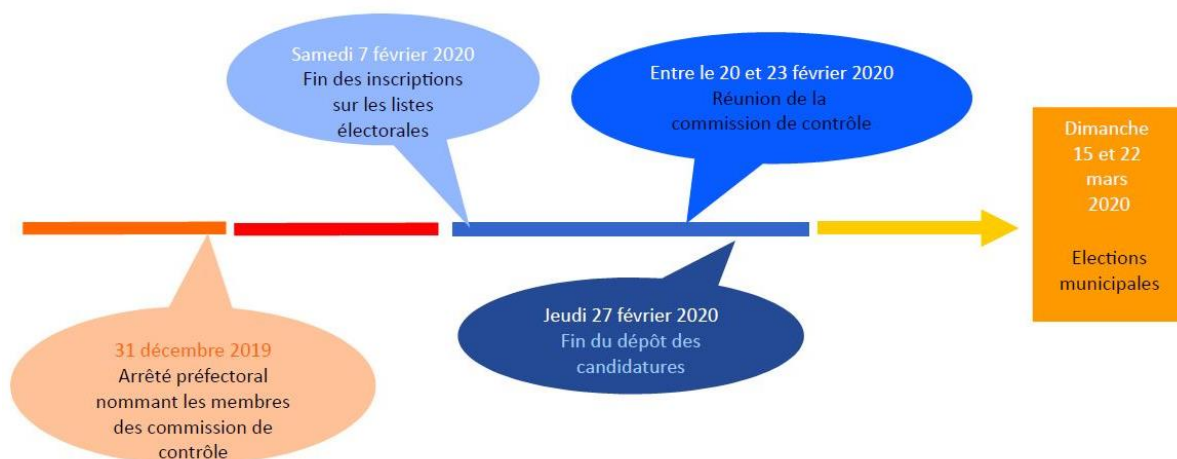 Samedi 7 février 2020
Fin des inscriptions
sur les listes
électorales
Entre le 20 et 23 février 2020
Réunion de la
commission de contrôle
Dimanche
15 et 22
mars
2020
Elections
municipales
31 décembre 2019
Arrêté préfectoral
nommant les membres
des commission de
contrôle
Jeudi 27 février 2020
Fin du dépôt des
candidatures